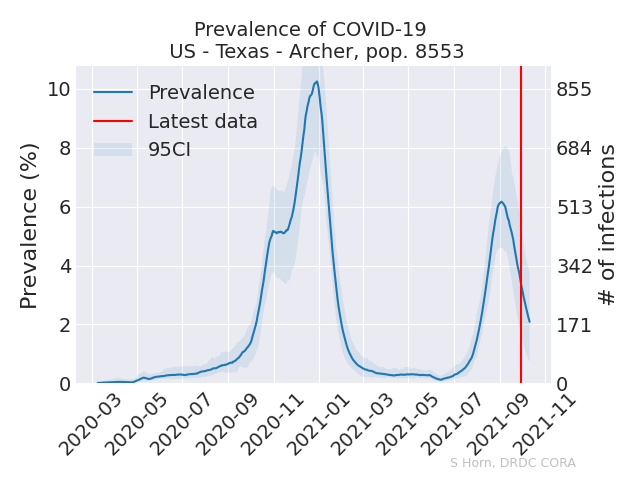 Prevalence of COVID-19
US - Texas - Archer, pop. 8553
Prevalence
Latest data
95CI
Prevalence (%)
10
8
6
4
2
0
# of infections
855
684
513
342
171
0
2020-03
2020-05
2020-07
2020-09
2020-11
2021-01
2021-03
2021-05
2021-07
2021-09
2021-11
S Horn, DRDC CORA